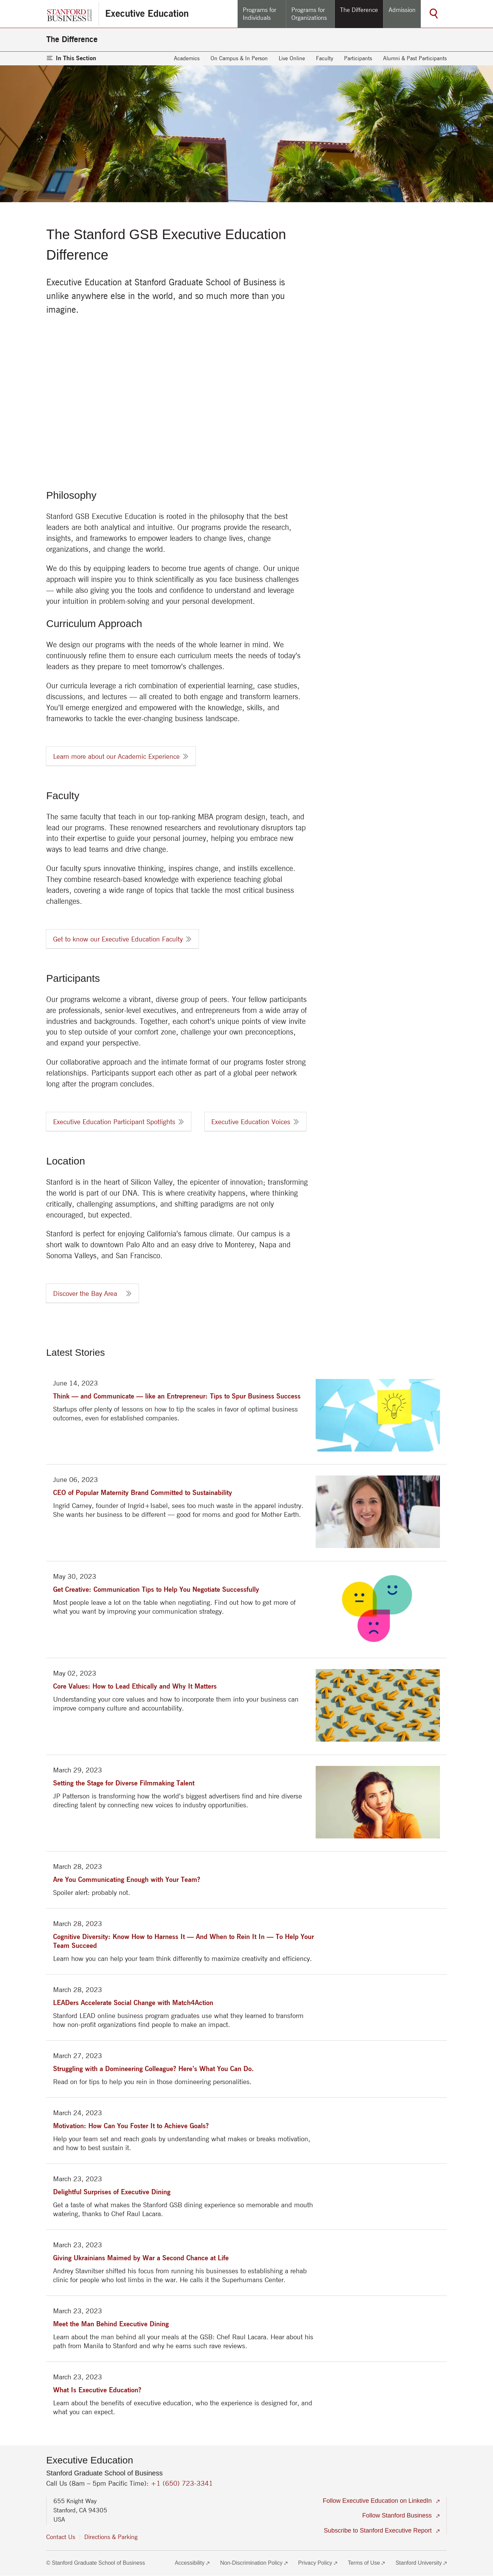 STANFORD
BUSINESS
Executive Education
Programs for
Individuals
Programs for
Organizations
The Difference
Admission
The Difference
In This Section
Academics
On Campus & In Person
Live Online
Faculty
Participants
Alumni & Past Participants
The Stanford GSB Executive Education
Difference
Executive Education at Stanford Graduate School of Business is
unlike anywhere else in the world, and so much more than you
imagine.
Philosophy
Stanford GSB Executive Education is rooted in the philosophy that the best
leaders are both analytical and intuitive. Our programs provide the research,
insights, and frameworks to empower leaders to change lives, change
organizations, and change the world.
We do this by equipping leaders to become true agents of change. Our unique
approach will inspire you to think scientifically as you face business challenges
— while also giving you the tools and confidence to understand and leverage
your intuition in problem-solving and your personal development.
Curriculum Approach
We design our programs with the needs of the whole learner in mind. We
continuously refine them to ensure each curriculum meets the needs of today’s
leaders as they prepare to meet tomorrow’s challenges.
Our curricula leverage a rich combination of experiential learning, case studies,
discussions, and lectures — all created to both engage and transform learners.
You’ll emerge energized and empowered with the knowledge, skills, and
frameworks to tackle the ever-changing business landscape.
Learn more about our Academic Experience
Faculty
The same faculty that teach in our top-ranking MBA program design, teach, and
lead our programs. These renowned researchers and revolutionary disruptors tap
into their expertise to guide your personal journey, helping you embrace new
ways to lead teams and drive change.
Our faculty spurs innovative thinking, inspires change, and instills excellence.
They combine research-based knowledge with experience teaching global
leaders, covering a wide range of topics that tackle the most critical business
challenges.
Get to know our Executive Education Faculty
Participants
Our programs welcome a vibrant, diverse group of peers. Your fellow participants
are professionals, senior-level executives, and entrepreneurs from a wide array of
industries and backgrounds. Together, each cohort’s unique points of view invite
you to step outside of your comfort zone, challenge your own preconceptions,
and expand your perspective.
Our collaborative approach and the intimate format of our programs foster strong
relationships. Participants support each other as part of a global peer network
long after the program concludes.
Executive Education Participant Spotlights
Executive Education Voices
Location
Stanford is in the heart of Silicon Valley, the epicenter of innovation; transforming
the world is part of our DNA. This is where creativity happens, where thinking
critically, challenging assumptions, and shifting paradigms are not only
encouraged, but expected.
Stanford is perfect for enjoying California’s famous climate. Our campus is a
short walk to downtown Palo Alto and an easy drive to Monterey, Napa and
Sonoma Valleys, and San Francisco.
Discover the Bay Area
Latest Stories
June 14, 2023
Think — and Communicate — like an Entrepreneur: Tips to Spur Business Success
Startups offer plenty of lessons on how to tip the scales in favor of optimal business
outcomes, even for established companies.
June 06, 2023
CEO of Popular Maternity Brand Committed to Sustainability
Ingrid Carney, founder of Ingrid+Isabel, sees too much waste in the apparel industry.
She wants her business to be different — good for moms and good for Mother Earth.
May 30, 2023
Get Creative: Communication Tips to Help You Negotiate Successfully
Most people leave a lot on the table when negotiating. Find out how to get more of
what you want by improving your communication strategy.
May 02, 2023
Core Values: How to Lead Ethically and Why It Matters
Understanding your core values and how to incorporate them into your business can
improve company culture and accountability.
March 29, 2023
Setting the Stage for Diverse Filmmaking Talent
JP Patterson is transforming how the world’s biggest advertisers find and hire diverse
directing talent by connecting new voices to industry opportunities.
March 28, 2023
Are You Communicating Enough with Your Team?
Spoiler alert: probably not.
March 28, 2023
Cognitive Diversity: Know How to Harness It — And When to Rein It In — To Help Your
Team Succeed
Learn how you can help your team think differently to maximize creativity and efficiency.
March 28, 2023
LEADers Accelerate Social Change with Match4Action
Stanford LEAD online business program graduates use what they learned to transform
how non-profit organizations find people to make an impact.
March 27, 2023
Struggling with a Domineering Colleague? Here’s What You Can Do.
Read on for tips to help you rein in those domineering personalities.
March 24, 2023
Motivation: How Can You Foster It to Achieve Goals?
Help your team set and reach goals by understanding what makes or breaks motivation,
and how to best sustain it.
March 23, 2023
Delightful Surprises of Executive Dining
Get a taste of what makes the Stanford GSB dining experience so memorable and mouth
watering, thanks to Chef Raul Lacara.
March 23, 2023
Giving Ukrainians Maimed by War a Second Chance at Life
Andrey Stavnitser shifted his focus from running his businesses to establishing a rehab
clinic for people who lost limbs in the war. He calls it the Superhumans Center.
March 23, 2023
Meet the Man Behind Executive Dining
Learn about the man behind all your meals at the GSB: Chef Raul Lacara. Hear about his
path from Manila to Stanford and why he earns such rave reviews.
March 23, 2023
What Is Executive Education?
Learn about the benefits of executive education, who the experience is designed for, and
what you can expect.
Executive Education
Stanford Graduate School of Business
Call Us (8am – 5pm Pacific Time): +1 (650) 723-3341
655 Knight Way
Stanford, CA 94305
USA
Contact Us
Directions & Parking
Follow Executive Education on LinkedIn
Follow Stanford Business
Subscribe to Stanford Executive Report
© Stanford Graduate School of Business
Accessibility
Non-Discrimination Policy
Privacy Policy
Terms of Use
Stanford University